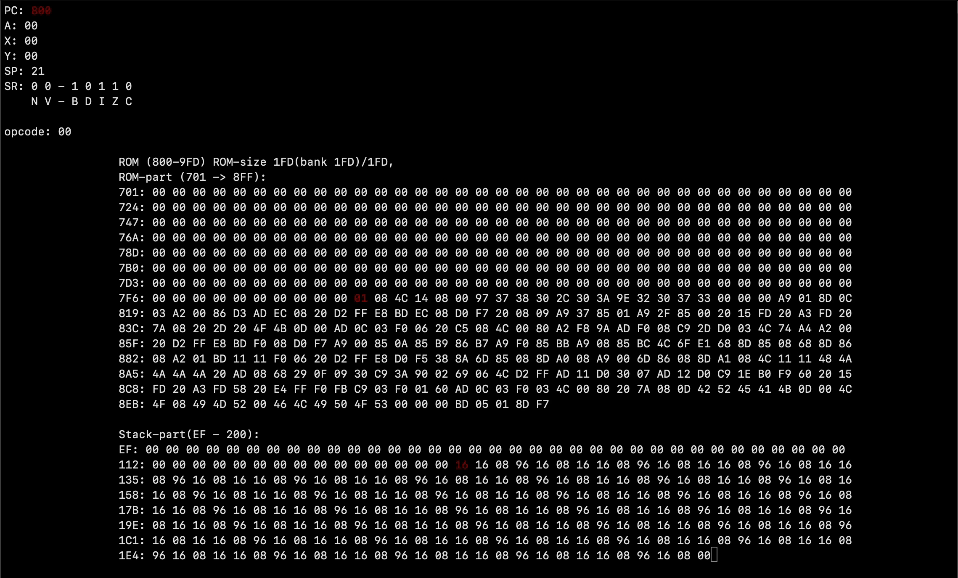 PC: 800
A: 00
X: 00
Y: 00
SP: 21
SR: 0 0 - 1 0 1 1 0
N V - B D I Z C
opcode: 00
ROM (800-9FD) ROM-size 1FD(bank 1FD)/1FD,
ROM-part (701 -> 8FF):
701: 00 00 00 00 00 00 00 00 00 00 00 00 00 00 00 00 00 00 00 00 00 00 00 00 00 00 00 00 00 00 00 00 00 00 00
724: 00 00 00 00 00 00 00 00 00 00 00 00 00 00 00 00 00 00 00 00 00 00 00 00 00 00 00 00 00 00 00 00 00 00 00
747: 00 00 00 00 00 00 00 00 00 00 00 00 00 00 00 00 00 00 00 00 00 00 00 00 00 00 00 00 00 00 00 00 00 00 00
76A: 00 00 00 00 00 00 00 00 00 00 00 00 00 00 00 00 00 00 00 00 00 00 00 00 00 00 00 00 00 00 00 00 00 00 00
78D: 00 00 00 00 00 00 00 00 00 00 00 00 00 00 00 00 00 00 00 00 00 00 00 00 00 00 00 00 00 00 00 00 00 00 00
7B0: 00 00 00 00 00 00 00 00 00 00 00 00 00 00 00 00 00 00 00 00 00 00 00 00 00 00 00 00 00 00 00 00 00 00 00
7D3: 00 00 00 00 00 00 00 00 00 00 00 00 00 00 00 00 00 00 00 00 00 00 00 00 00 00 00 00 00 00 00 00 00 00 00
7F6: 00 00 00 00 00 00 00 00 00 00 01 08 4C 14 08 00 97 37 38 30 2C 30 3A 9E 32 30 37 33 00 00 00 A9 01 8D 0C
819: 03 A2 00 86 D3 AD EC 08 20 D2 FF E8 BD EC 08 D0 F7 20 08 09 A9 37 85 01 A9 2F 85 00 20 15 FD 20 A3 FD 20
83C: 7A 08 20 2D 20 4F 4B 0D 00 AD 0C 03 F0 06 20 C5 08 4C 00 80 A2 F8 9A AD F0 08 C9 2D D0 03 4C 74 A4 A2 00
85F: 20 D2 FF E8 BD F0 08 D0 F7 A9 00 85 0A 85 B9 86 B7 A9 F0 85 BB A9 08 85 BC 4C 6F E1 68 8D 85 08 68 8D 86
882: 08 A2 01 BD 11 11 F0 06 20 D2 FF E8 D0 F5 38 8A 6D 85 08 8D A0 08 A9 00 6D 86 08 8D A1 08 4C 11 11 48 4A
8A5: 4A 4A 4A 20 AD 08 68 29 0F 09 30 C9 3A 90 02 69 06 4C D2 FF AD 11 D0 30 07 AD 12 D0 C9 1E B0 F9 60 20 15
8C8: FD 20 A3 FD 58 20 E4 FF F0 FB C9 03 F0 01 60 AD 0C 03 F0 03 4C 00 80 20 7A 08 0D 42 52 45 41 4B 0D 00 4C
8EB: 4F 08 49 4D 52 00 46 4C 49 50 4F 53 00 00 00 BD 05 01 8D F7
Stack-part(EF - 200):
EF: 00 00 00 00 00 00 00 00 00 00 00 00 00 00 00 00 00 00 00 00 00 00 00 00 00 00 00 00 00 00 00 00 00 00 00
112: 00 00 00 00 00 00 00 00 00 00 00 00 00 00 00 16 16 08 96 16 08 16 16 08 96 16 08 16 16 08 96 16 08 16 16
135: 08 96 16 08 16 16 08 96 16 08 16 16 08 96 16 08 16 16 08 96 16 08 16 16 08 96 16 08 16 16 08 96 16 08 16
158: 16 08 96 16 08 16 16 08 96 16 08 16 16 08 96 16 08 16 16 08 96 16 08 16 16 08 96 16 08 16 16 08 96 16 08
17B: 16 16 08 96 16 08 16 16 08 96 16 08 16 16 08 96 16 08 16 16 08 96 16 08 16 16 08 96 16 08 16 16 08 96 16
19E: 08 16 16 08 96 16 08 16 16 08 96 16 08 16 16 08 96 16 08 16 16 08 96 16 08 16 16 08 96 16 08 16 16 08 96
1C1: 16 08 16 16 08 96 16 08 16 16 08 96 16 08 16 16 08 96 16 08 16 16 08 96 16 08 16 16 08 96 16 08 16 16 08
1E4: 96 16 08 16 16 08 96 16 08 16 16 08 96 16 08 16 16 08 96 16 08 16 16 08 96 16 08 00